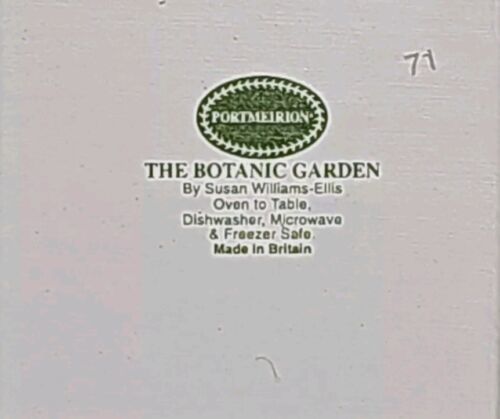 71
PORTMEIRION
THE BOTANIC GARDEN
By Susan Williams-Ellis
Oven to Table,
Dishwasher, Microwave
& Freezer Safe.
Made in Britain